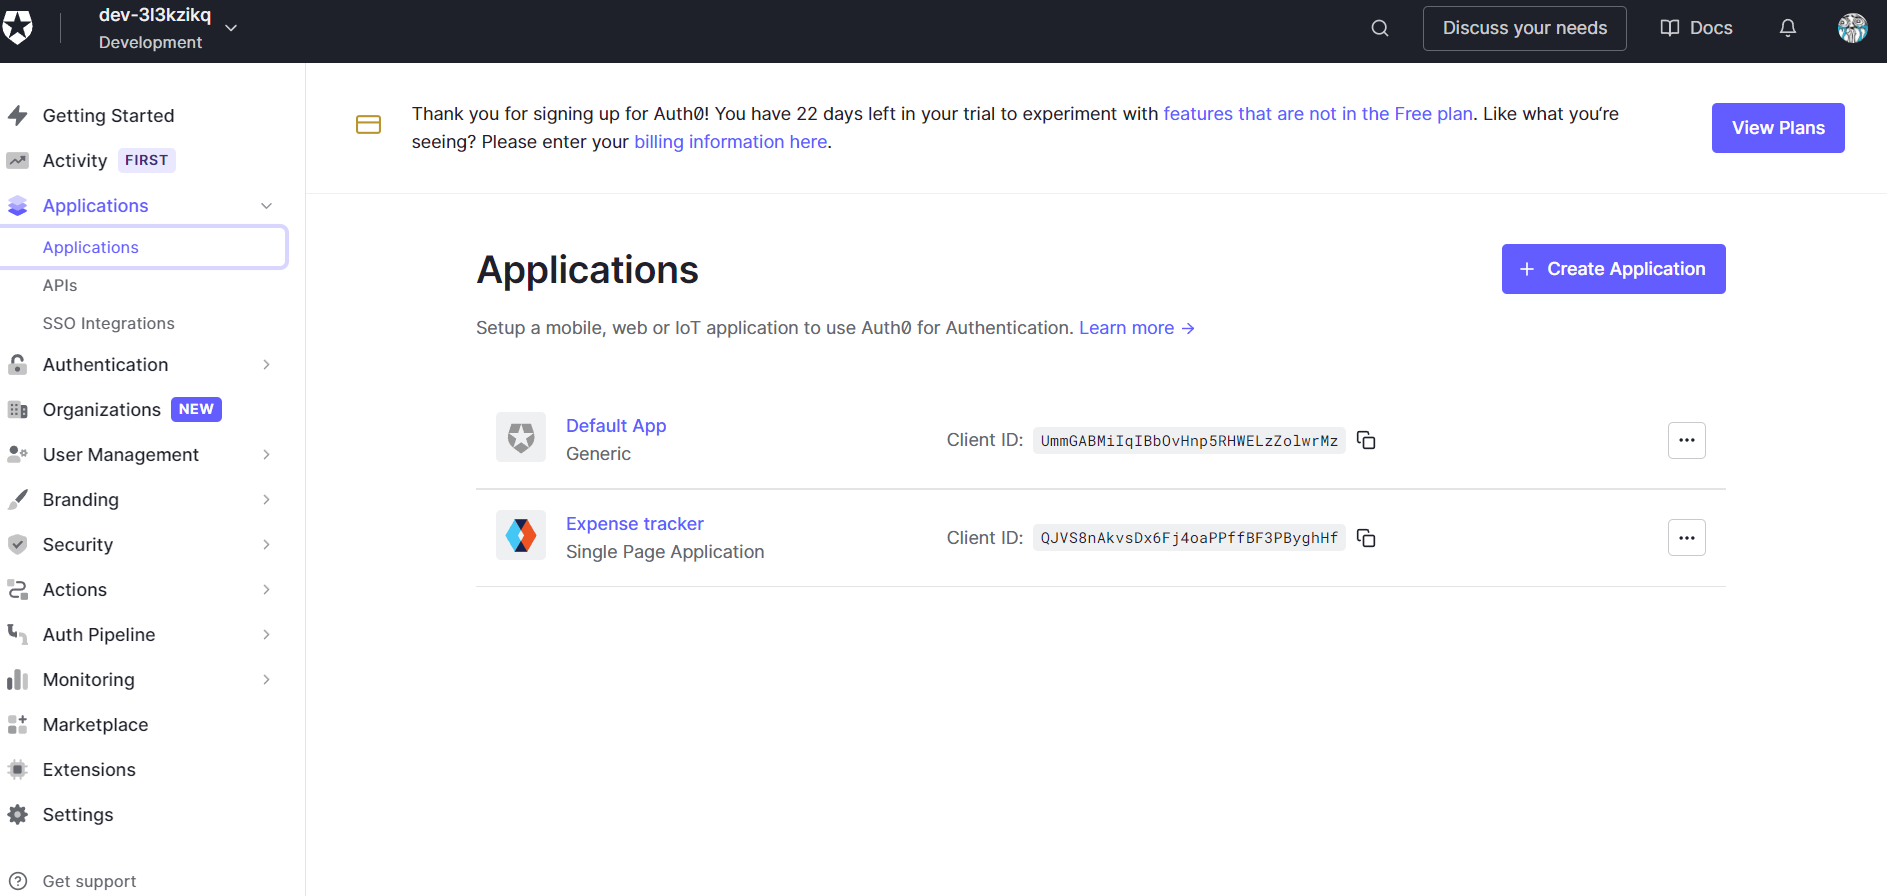 dev-3l3kzikq
Development
Discuss your needs
Docs
Getting Started
Activity FIRST
Applications
Applications
APIs
SSO Integrations
Authentication
Organizations NEW
User Management
Branding
Security
Actions
Auth Pipeline
Monitoring
Marketplace
Extensions
Settings
Get support
Thank you for signing up for Auth0! You have 22 days left in your trial to experiment with features that are not in the Free plan. Like what you’re
seeing? Please enter your billing information here.
View Plans
Applications
+ Create Application
Setup a mobile, web or IoT application to use Auth0 for Authentication. Learn more →
Default App
Generic
Client ID: UmmGABMiIqIBbOvHnp5RHWELzZolwrMz
Expense tracker
Single Page Application
Client ID: QJVS8nAkvsDx6Fj4oaPPffBF3PByghHf